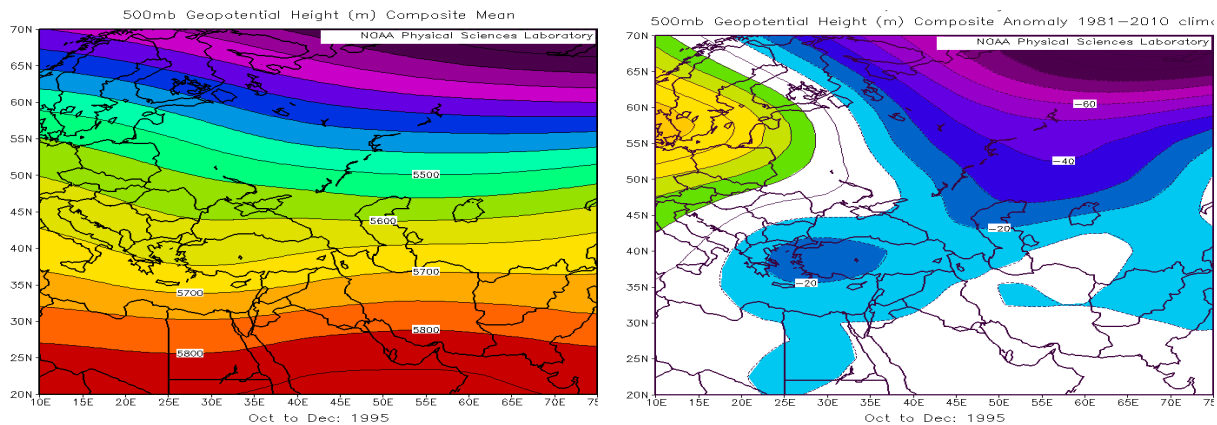 500mb Geopotential Height (m) Composite Mean
NOAA Physical Sciences Laboratory
70N
65N
60N
55N
50N
45N
40N
35N
30N
25N
20N
5500
5600
5700
5700
5800
5800
10E 15E 20E 25E 30E 35E 40E 45E 50E 55E 60E 65E 70E 75
Oct to Dec: 1995
500mb Geopotential Height (m) Composite Anomaly 1981-2010 climo
NOAA Physical Sciences Laboratory
70N
65N
60N
55N
50N
45N
40N
35N
30N
25N
20N
-60
-40
-20
-20
10E 15E 20E 25E 30E 35E 40E 45E 50E 55E 60E 65E 70E 75
Oct to Dec: 1995